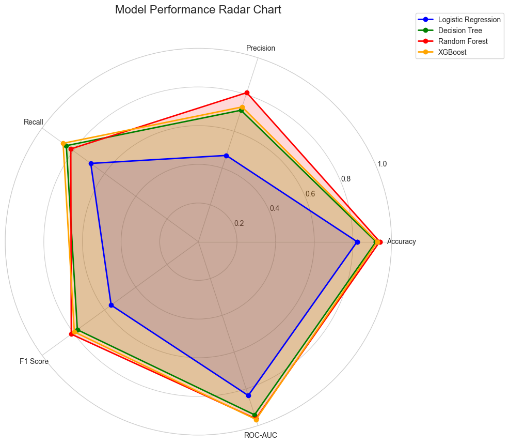 Model Performance Radar Chart
Logistic Regression
Decision Tree
Random Forest
XGBoost
Precision
Recall
1.0
0.8
0.6
0.4
0.2
Accuracy
F1 Score
ROC-AUC